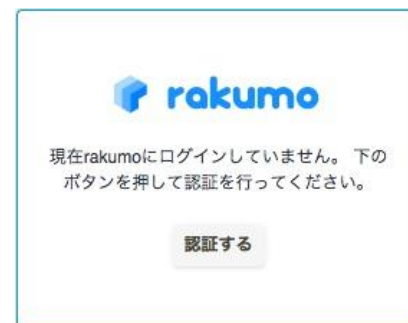 rakumo
現在rakumoにログインしていません。 下の
ボタンを押して認証を行ってください。
認証する